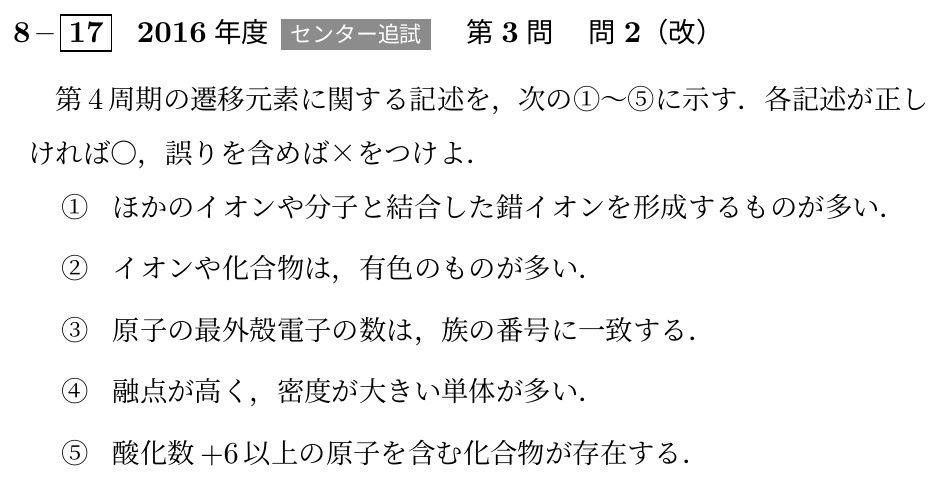 8－17 2016 年度 センター追試 第 3 問 問 2（改）
第 4 周期の遷移元素に関する記述を，次の①～⑤に示す．各記述が正し
ければ○，誤りを含めば×をつけよ．
① ほかのイオンや分子と結合した錯イオンを形成するものが多い．
② イオンや化合物は，有色のものが多い．
③ 原子の最外殻電子の数は，族の番号に一致する．
④ 融点が高く，密度が大きい単体が多い．
⑤ 酸化数 +6 以上の原子を含む化合物が存在する．